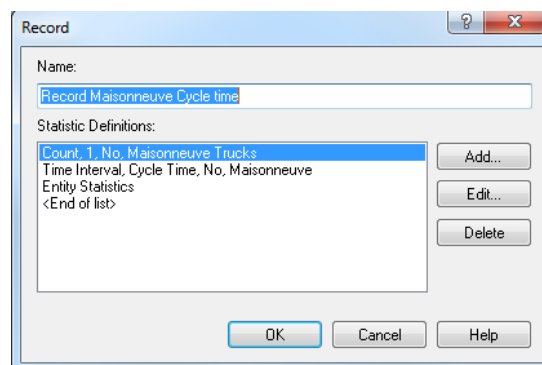 Record
Name:
Record Maisonneuve Cycle time
Statistic Definitions:
Count, 1, No, Maisonneuve Trucks
Time Interval, Cycle Time, No, Maisonneuve
Entity Statistics
<End of list>
Add...
Edit...
Delete
OK
Cancel
Help